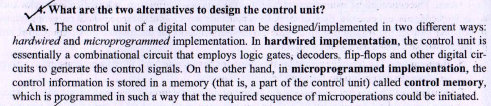 4. What are the two alternatives to design the control unit?
Ans. The control unit of a digital computer can be designed/implemented in two different ways:
hardwired and microprogrammed implementation. In hardwired implementation, the control unit is
essentially a combinational circuit that employs logic gates, decoders, flip-flops and other digital cir-
cuits to generate the control signals. On the other hand, in microprogrammed implementation, the
control information is stored in a memory (that is, a part of the control unit) called control memory,
which is programmed in such a way that the required sequence of microoperations could be initiated.